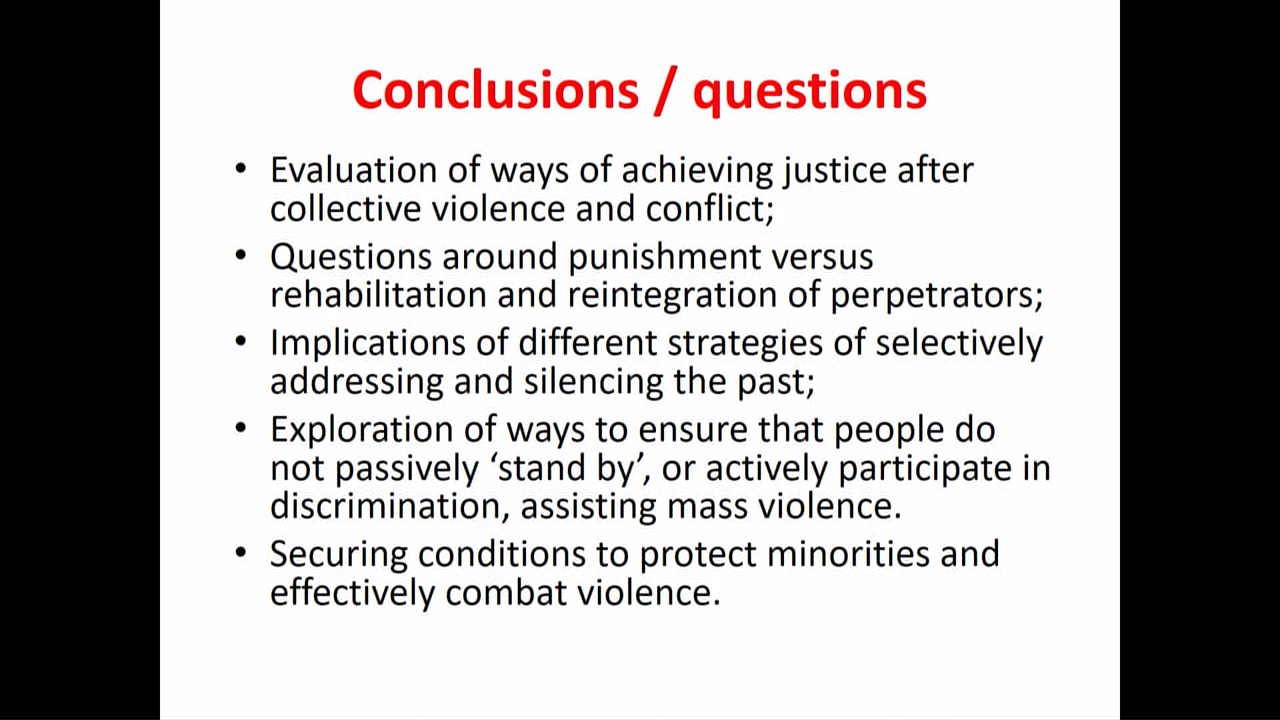 Conclusions / questions
• Evaluation of ways of achieving justice after
collective violence and conflict;
• Questions around punishment versus
rehabilitation and reintegration of perpetrators;
• Implications of different strategies of selectively
addressing and silencing the past;
• Exploration of ways to ensure that people do
not passively ‘stand by’, or actively participate in
discrimination, assisting mass violence.
• Securing conditions to protect minorities and
effectively combat violence.